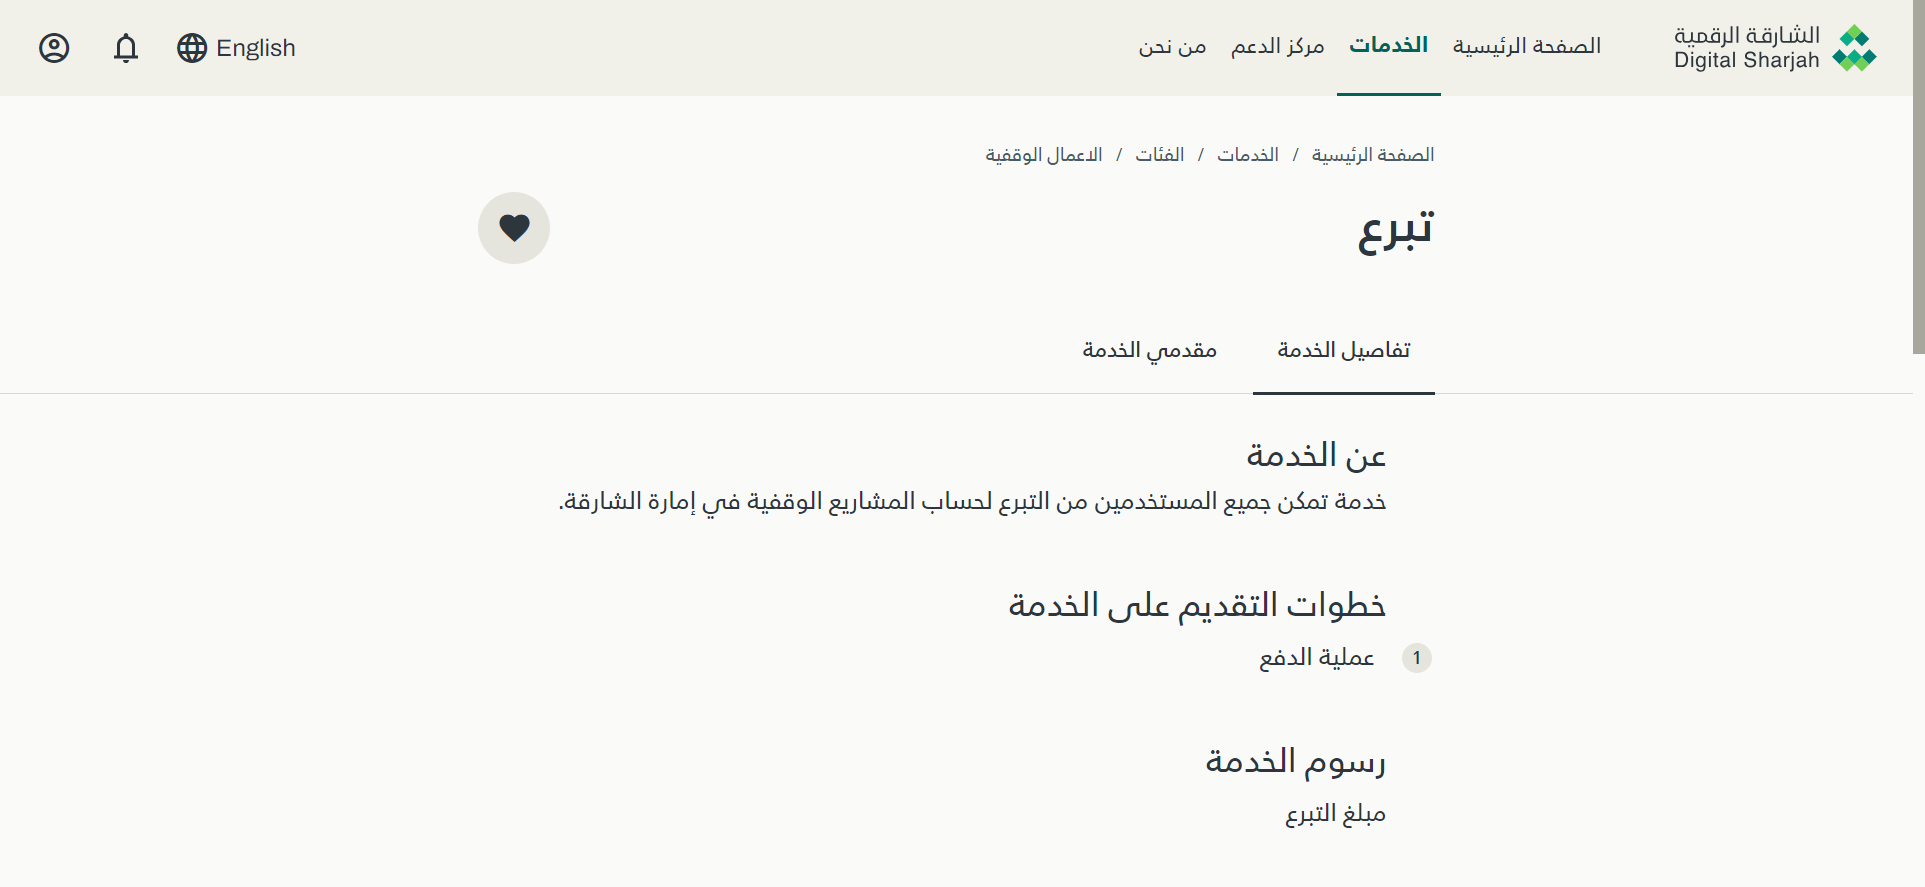 الشارقة الرقمية
Digital Sharjah
الصفحة الرئيسية
الخدمات
مركز الدعم
من نحن
English
الصفحة الرئيسية / الخدمات / الفئات / الاعمال الوقفية
تبرع
تفاصيل الخدمة
مقدمي الخدمة
عن الخدمة
خدمة تمكن جميع المستخدمين من التبرع لحساب المشاريع الوقفية في إمارة الشارقة.
خطوات التقديم على الخدمة
1 عملية الدفع
رسوم الخدمة
مبلغ التبرع